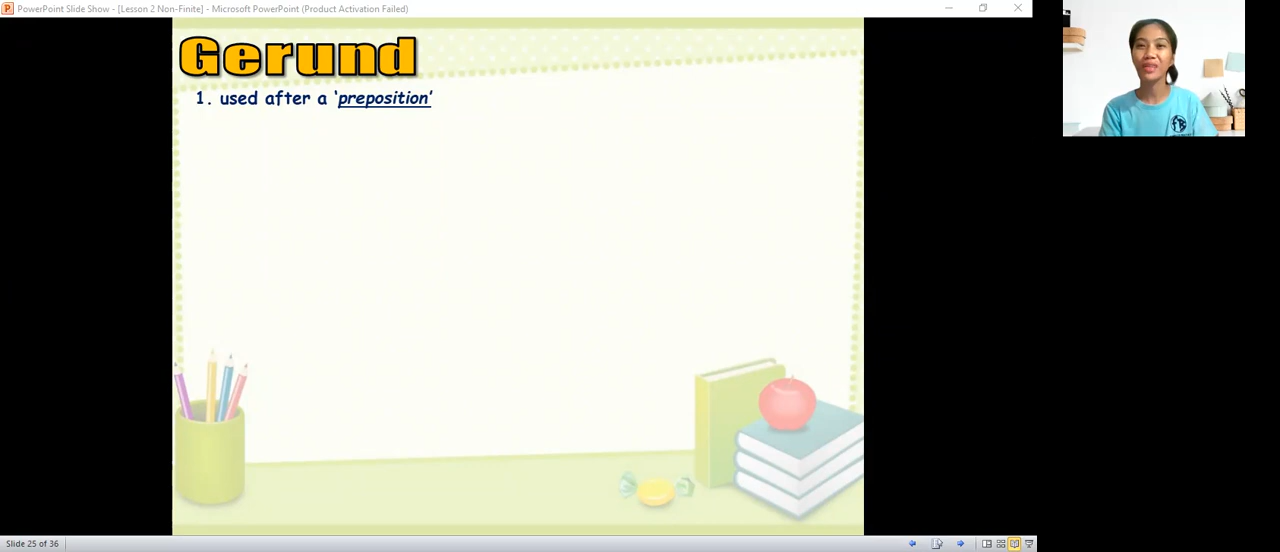 PowerPoint Slide Show - [Lesson 2 Non-Finite] - Microsoft PowerPoint (Product Activation Failed)
Gerund
1. used after a ‘preposition’
Slide 25 of 36